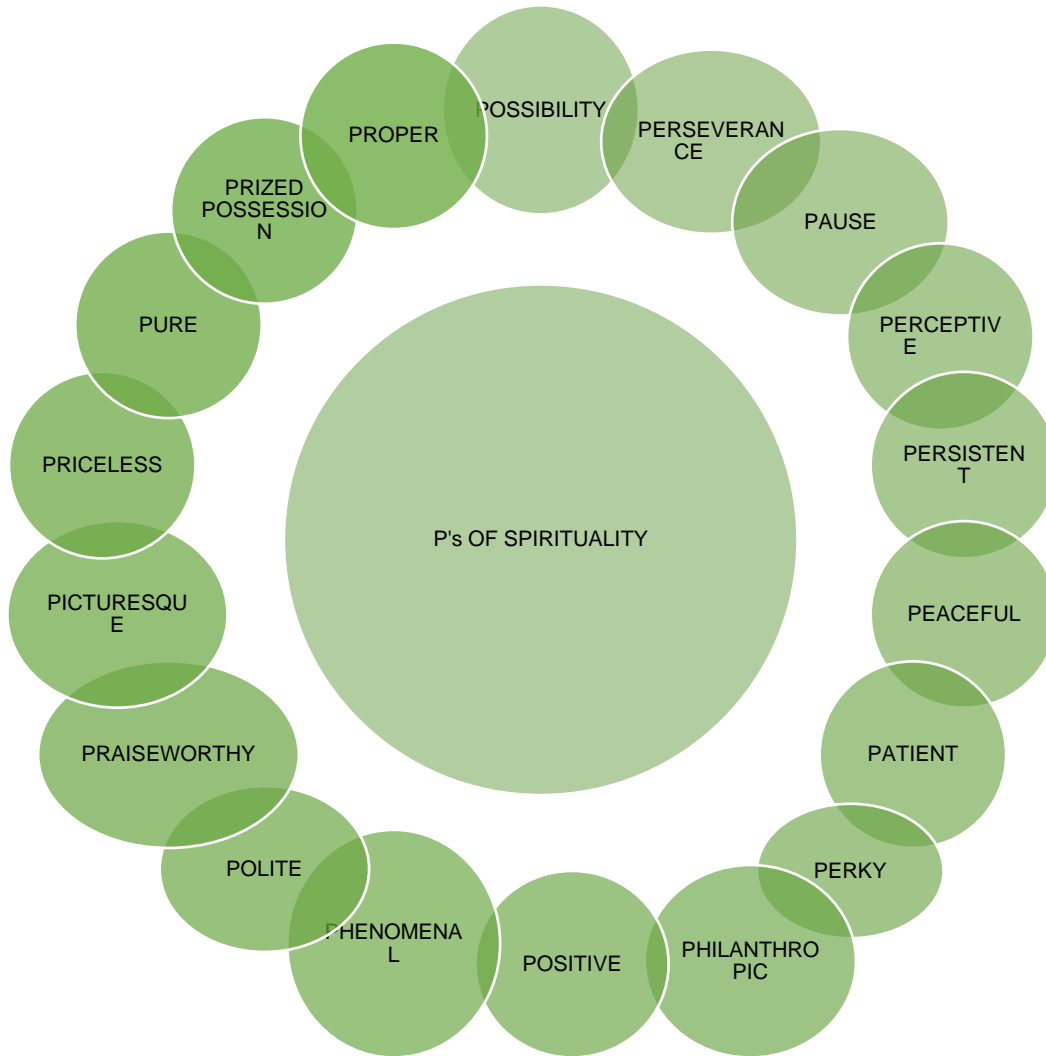 POSSIBILITY
PERSEVERAN
CE
PAUSE
PERCEPTIV
E
PERSISTEN
T
PEACEFUL
PATIENT
PERKY
PHILANTHRO
PIC
POSITIVE
PHENOMENA
L
POLITE
PRAISEWORTHY
PICTURESQU
E
PRICELESS
PURE
PRIZED
POSSESSIO
N
PROPER
P's OF SPIRITUALITY